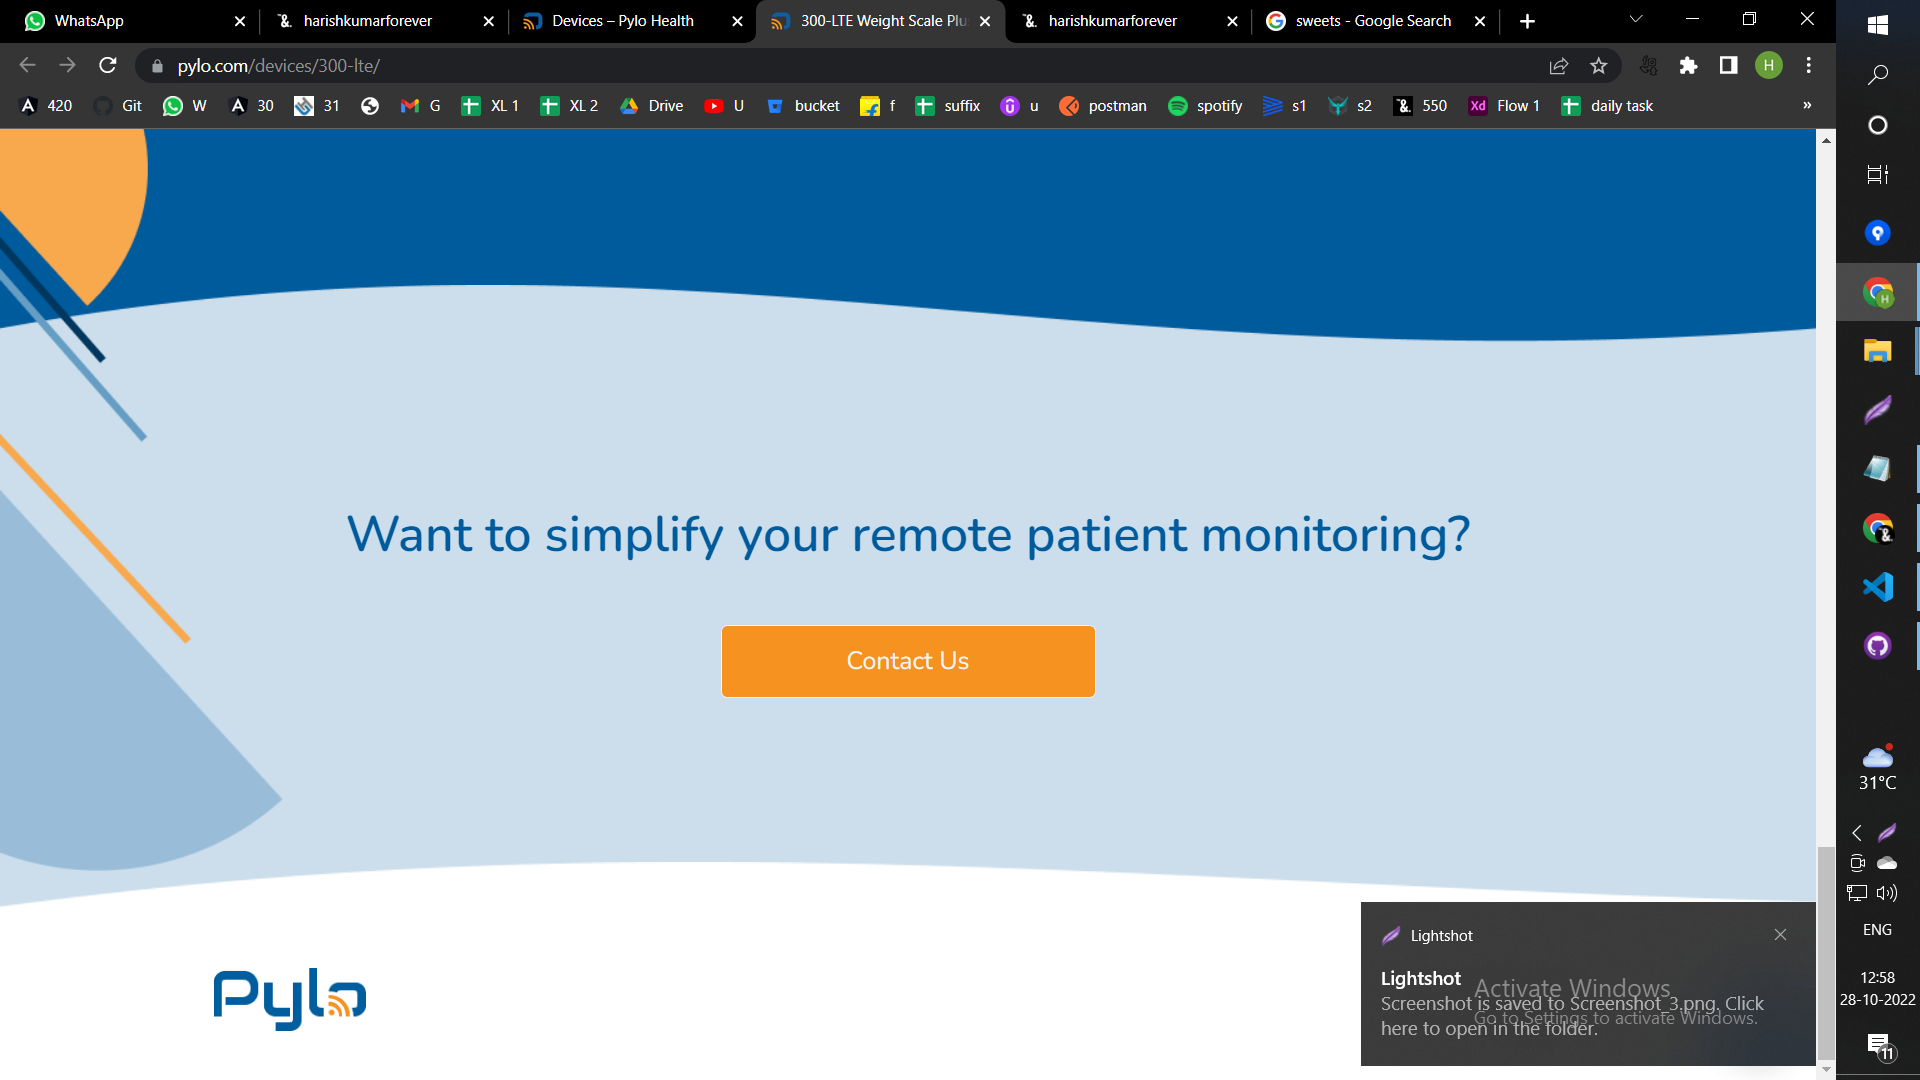 WhatsApp
harishkumarforever
Devices – Pylo Health
300-LTE Weight Scale Plu
harishkumarforever
sweets - Google Search
pylo.com/devices/300-lte/
H
420
Git
W
30
31
G
XL 1
XL 2
Drive
U
bucket
f
suffix
u
postman
spotify
s1
s2
550
Xd Flow 1
daily task
»
Want to simplify your remote patient monitoring?
Contact Us
Pylo
Lightshot
Lightshot
Screenshot is saved to Screenshot_3.png. Click
here to open in the folder.
Activate Windows
Go to Settings to activate Windows.
H
31°C
ENG
12:58
28-10-2022
11